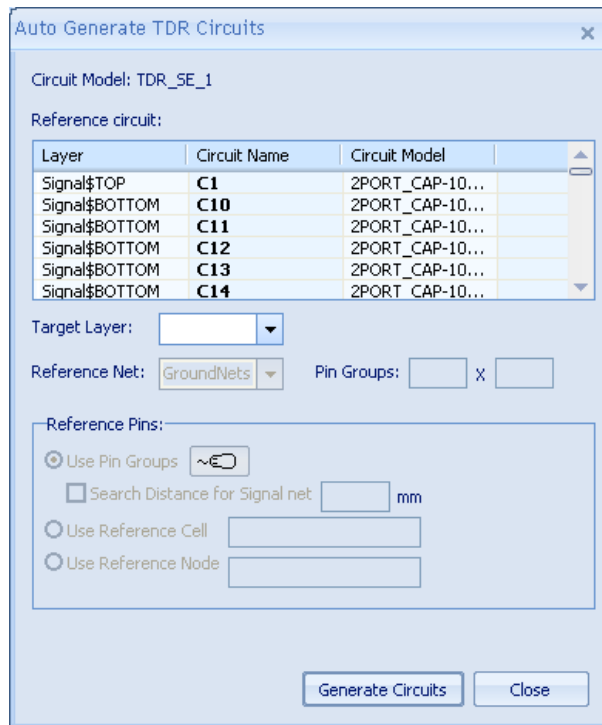 Auto Generate TDR Circuits
Circuit Model: TDR_SE_1
Reference circuit:
Layer Circuit Name Circuit Model
Signal$TOP C1 2PORT_CAP-10...
Signal$BOTTOM C10 2PORT_CAP-10...
Signal$BOTTOM C11 2PORT_CAP-10...
Signal$BOTTOM C12 2PORT_CAP-10...
Signal$BOTTOM C13 2PORT_CAP-10...
Signal$BOTTOM C14 2PORT_CAP-10...
Target Layer:
Reference Net: GroundNets Pin Groups: X
Reference Pins:
Use Pin Groups
Search Distance for Signal net mm
Use Reference Cell
Use Reference Node
Generate Circuits Close